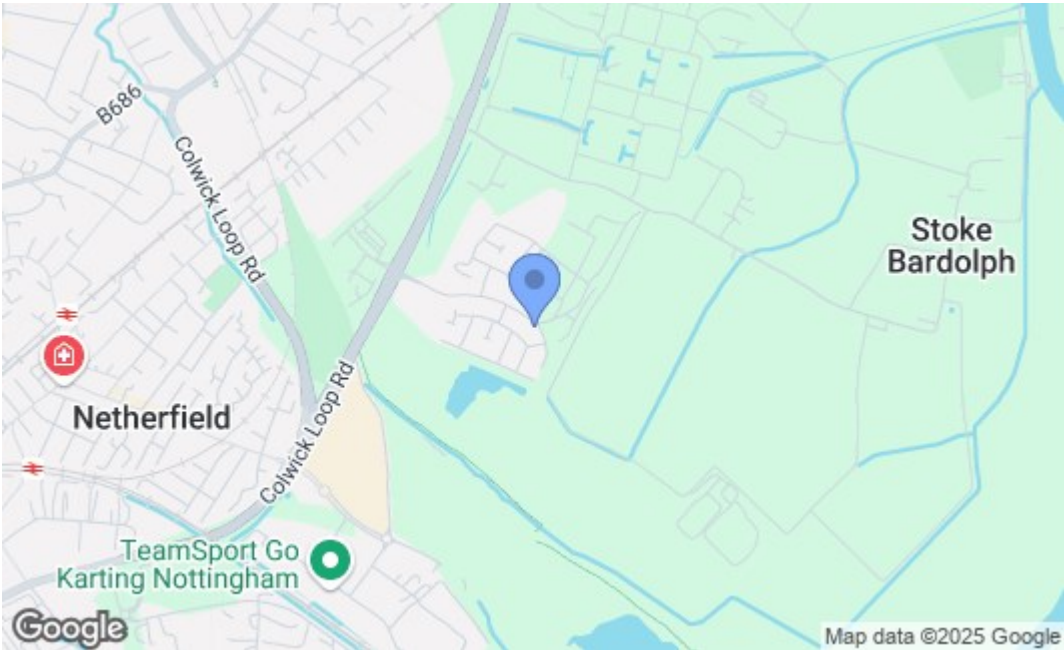 B686
Colwick Loop Rd
Stoke
Bardolph
Netherfield
Colwick Loop Rd
TeamSport Go
Karting Nottingham
Google
Map data ©2025 Google